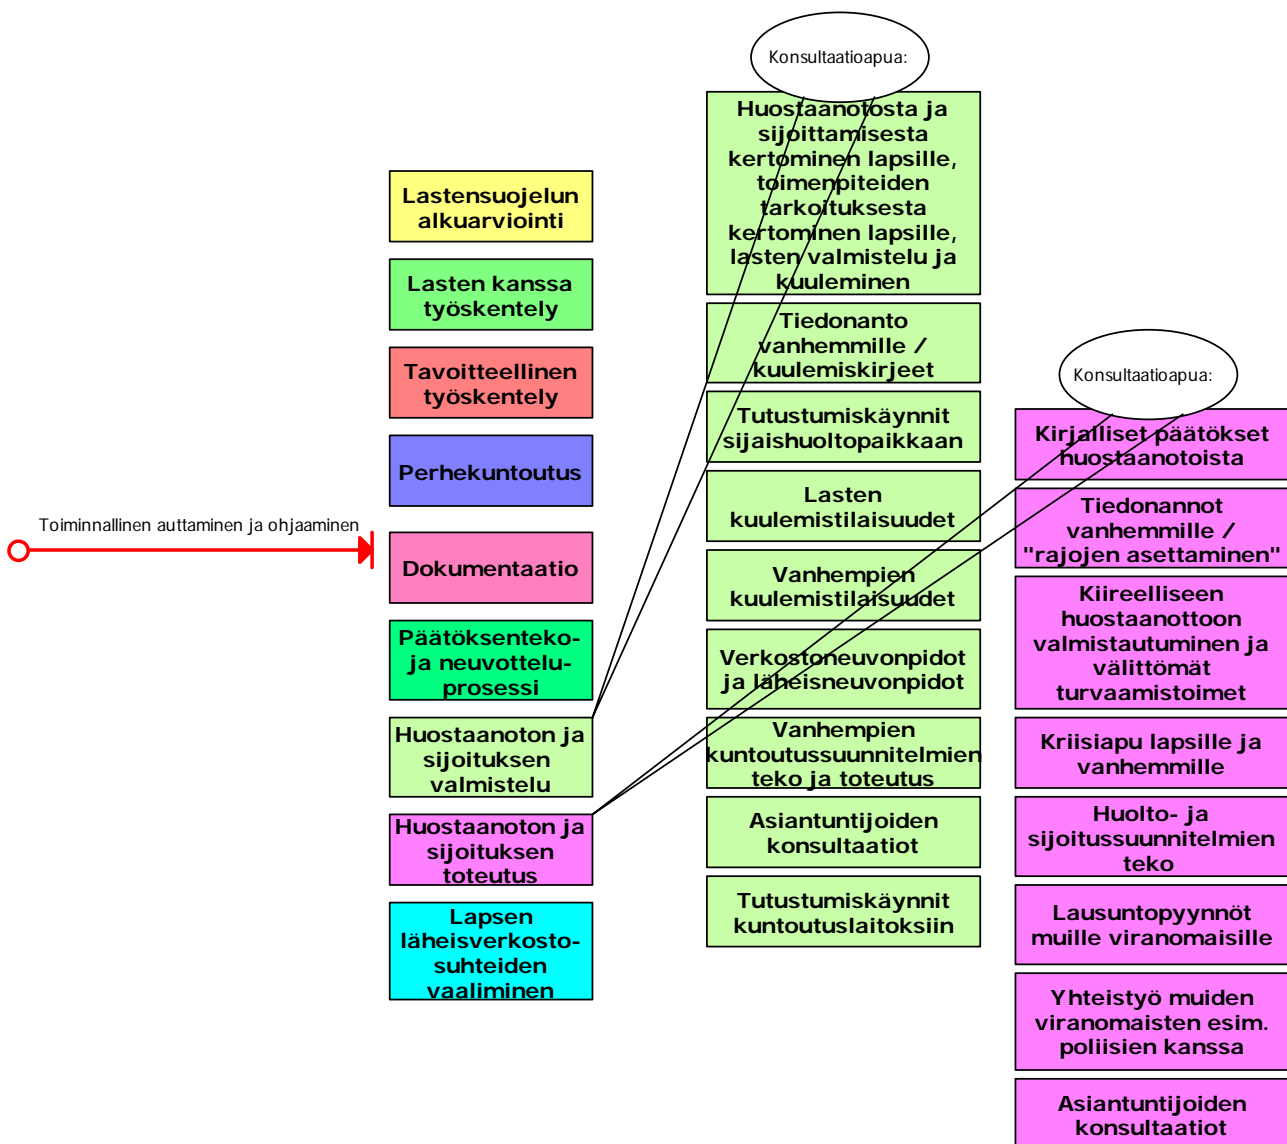 Toiminnallinen auttaminen ja ohjaaminen
Lastensuojelun
alkuarviointi
Lasten kanssa
työskentely
Tavoitteellinen
työskentely
Perhekuntoutus
Dokumentaatio
Päätöksenteko-
ja neuvottelu-
prosessi
Huostaanoton ja
sijoituksen
valmistelu
Huostaanoton ja
sijoituksen
toteutus
Lapsen
läheisverkosto-
suhteiden
vaaliminen
Konsultaatioapua:
Huostaanotosta ja
sijoittamisesta
kertominen lapsille,
toimenpiteiden
tarkoituksesta
kertominen lapsille,
lasten valmistelu ja
kuuleminen
Tiedonanto
vanhemmille /
kuulemiskirjeet
Tutustumiskäynnit
sijaishuoltopaikkaan
Lasten
kuulemistilaisuudet
Vanhempien
kuulemistilaisuudet
Verkostoneuvonpidot
ja läheisneuvonpidot
Vanhempien
kuntoutussuunnitelmien
teko ja toteutus
Asiantuntijoiden
konsultaatiot
Tutustumiskäynnit
kuntoutuslaitoksiin
Konsultaatioapua:
Kirjalliset päätökset
huostaanotoista
Tiedonannot
vanhemmille /
"rajojen asettaminen"
Kiireelliseen
huostaanottoon
valmistautuminen ja
välittömät
turvaamistoimet
Kriisiapu lapsille ja
vanhemmille
Huolto- ja
sijoitussuunnitelmien
teko
Lausuntopyynnöt
muille viranomaisille
Yhteistyö muiden
viranomaisten esim.
poliisien kanssa
Asiantuntijoiden
konsultaatiot